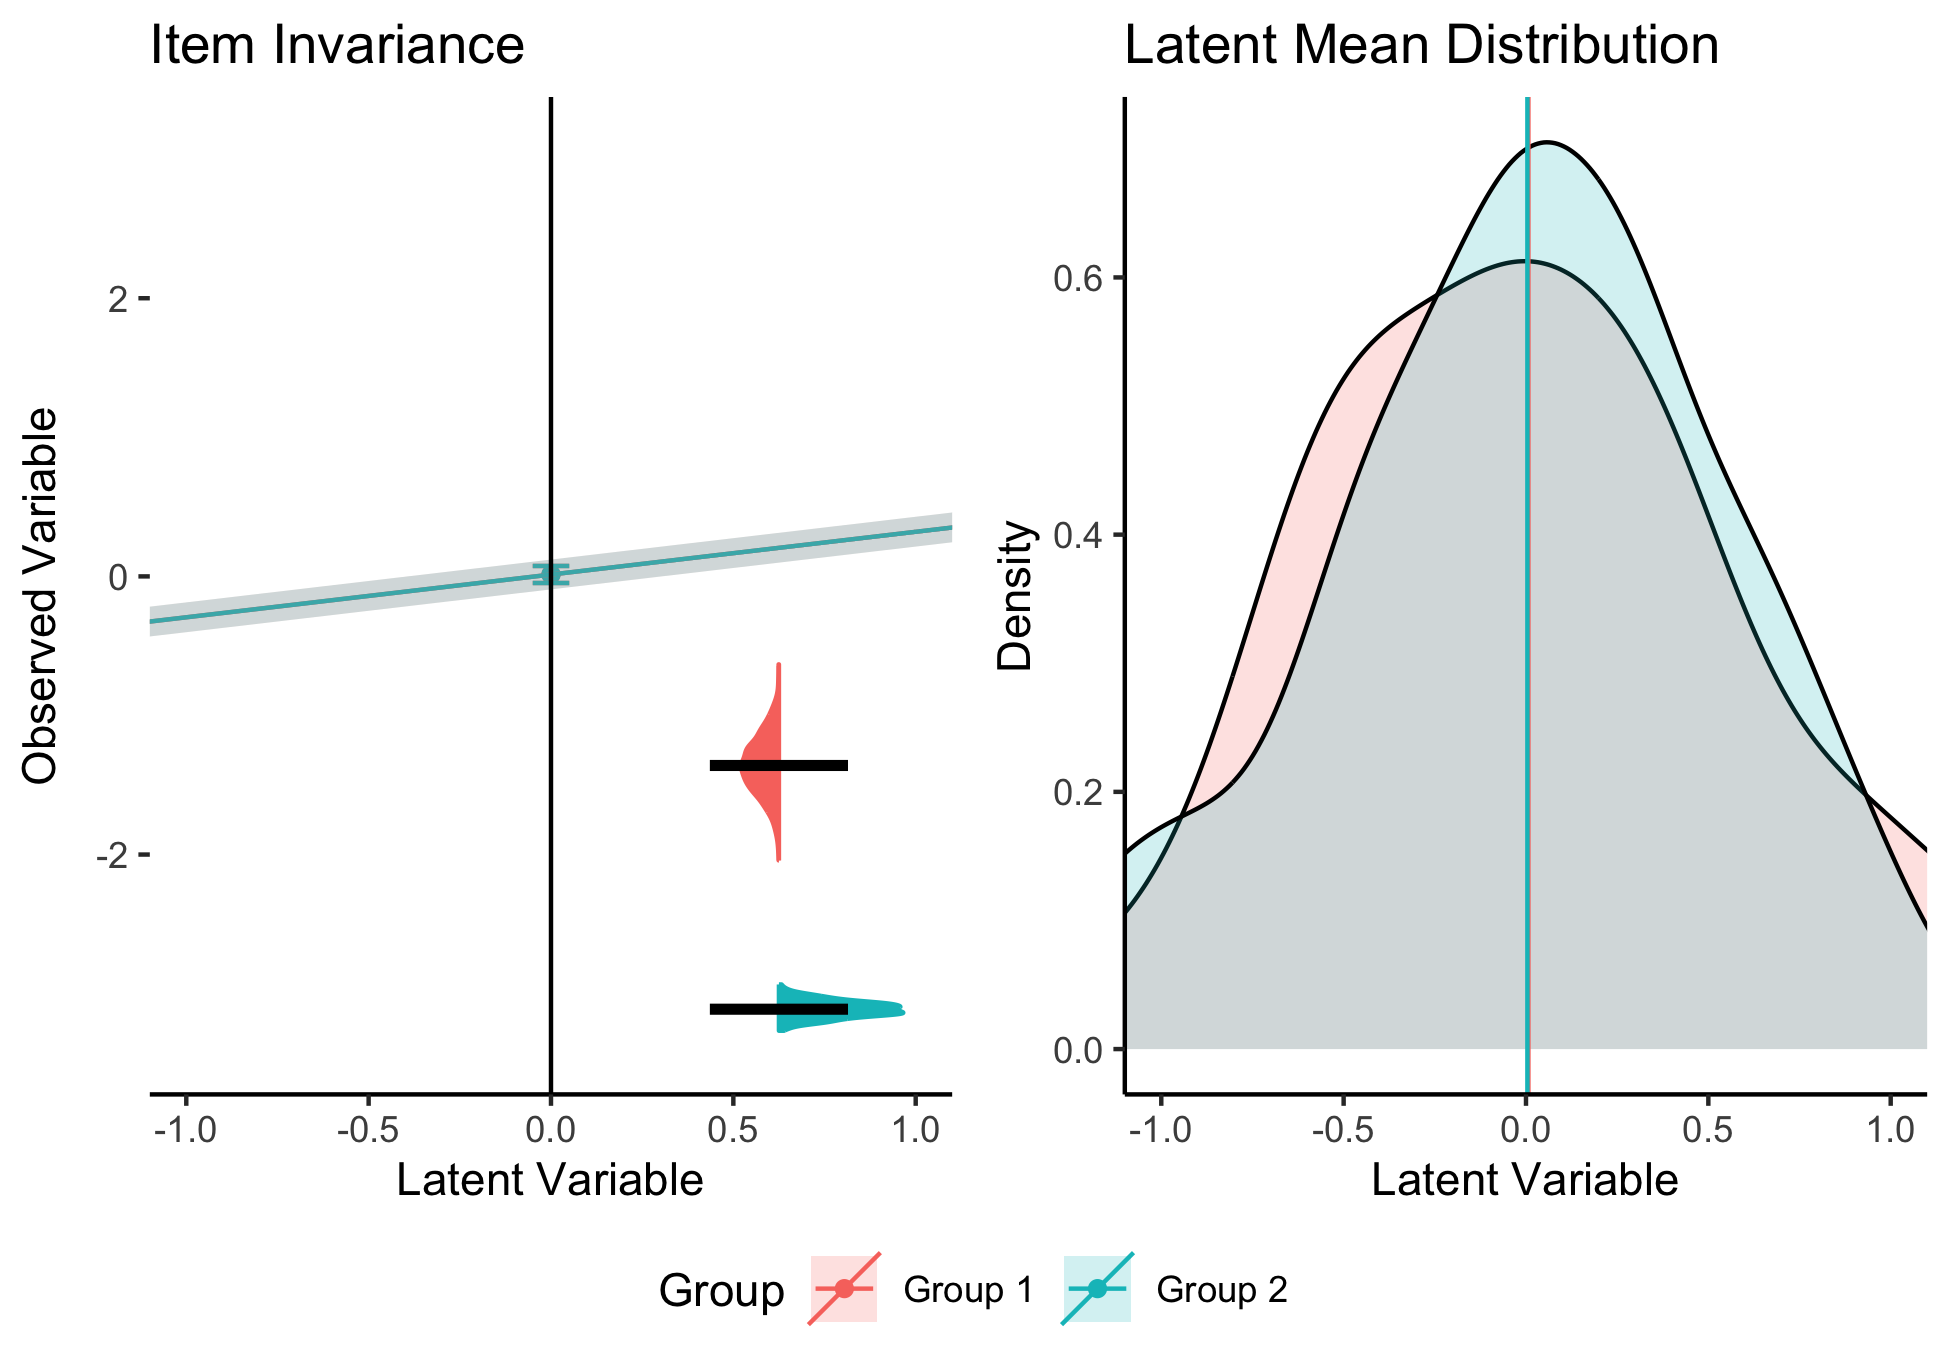 Item Invariance
Observed Variable
2
0
-2
-1.0 -0.5 0.0 0.5 1.0
Latent Variable
Latent Mean Distribution
Density
0.6
0.4
0.2
0.0
-1.0 -0.5 0.0 0.5 1.0
Latent Variable
Group Group 1 Group 2